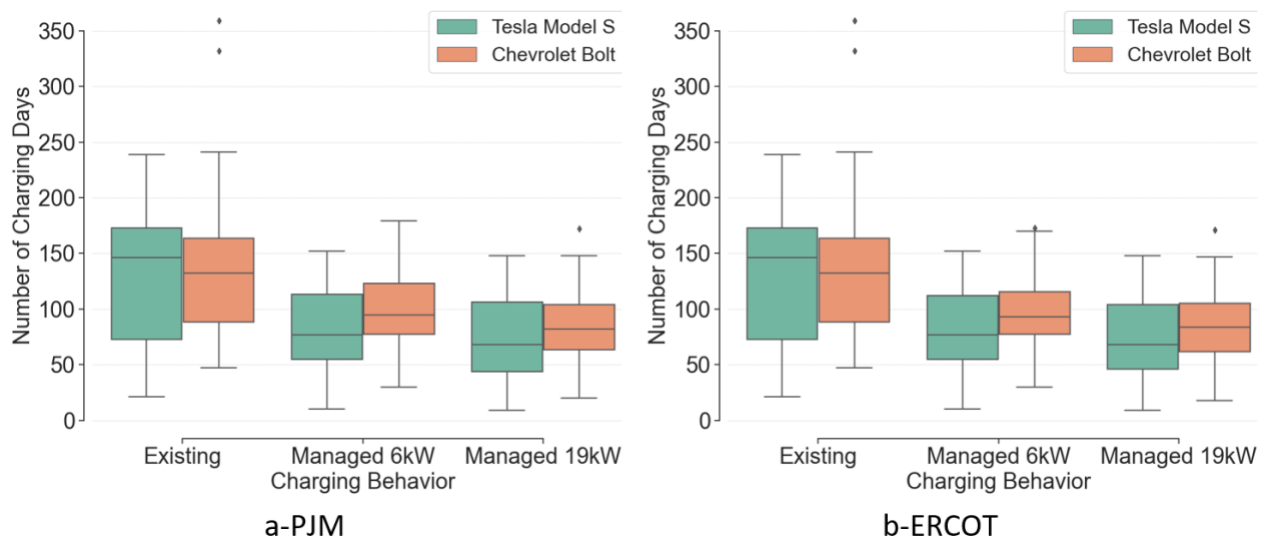 Tesla Model S
Chevrolet Bolt
350
300
250
200
150
100
50
0
Number of Charging Days
Existing
Managed 6kW
Managed 19kW
Charging Behavior
a-PJM
Tesla Model S
Chevrolet Bolt
350
300
250
200
150
100
50
0
Number of Charging Days
Existing
Managed 6kW
Managed 19kW
Charging Behavior
b-ERCOT